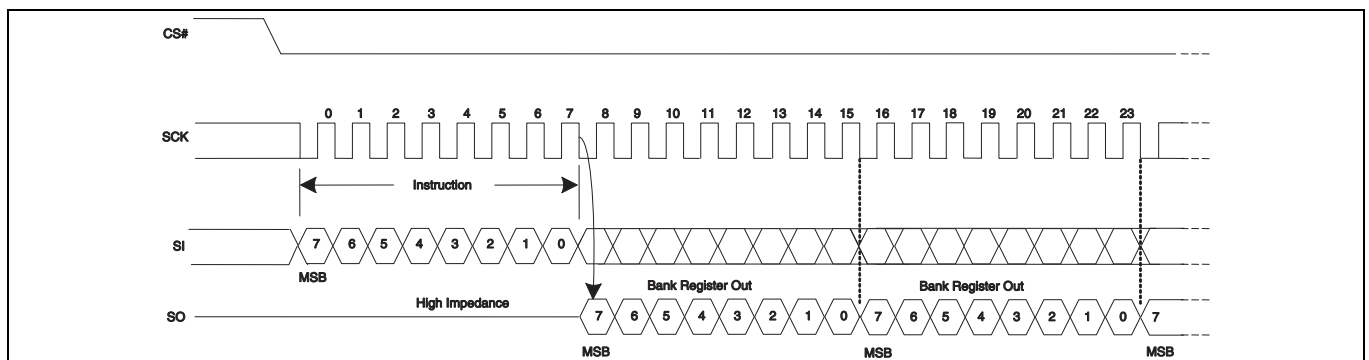 CS#
0 1 2 3 4 5 6 7 8 9 10 11 12 13 14 15 16 17 18 19 20 21 22 23
SCK
Instruction
SI 7 6 5 4 3 2 1 0
MSB
Bank Register Out Bank Register Out
High Impedance
SO 7 6 5 4 3 2 1 0 7 6 5 4 3 2 1 0 7
MSB MSB MSB